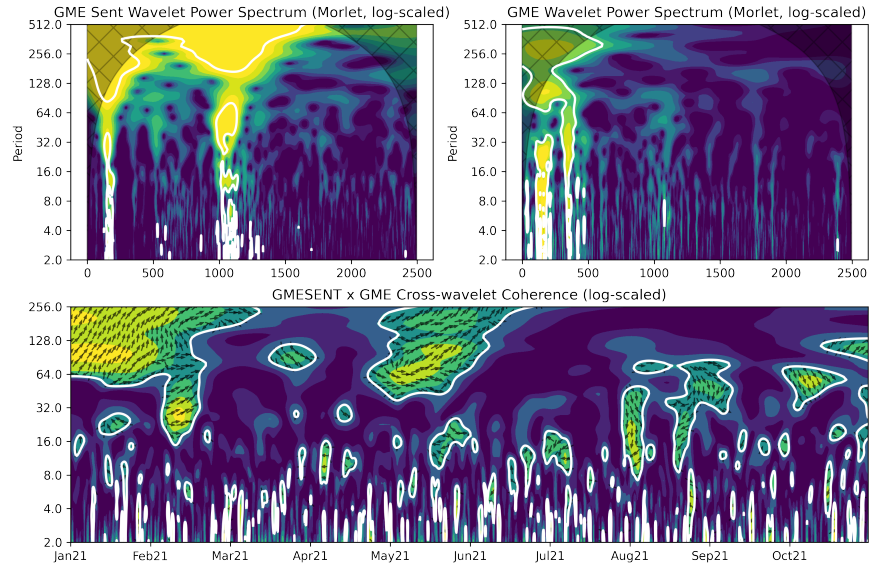 GME Sent Wavelet Power Spectrum (Morlet, log-scaled)
GME Wavelet Power Spectrum (Morlet, log-scaled)
Period
512.0
256.0
128.0
64.0
32.0
16.0
8.0
4.0
2.0
0
500
1000
1500
2000
2500
Period
512.0
256.0
128.0
64.0
32.0
16.0
8.0
4.0
2.0
0
500
1000
1500
2000
2500
GMESENT x GME Cross-wavelet Coherence (log-scaled)
256.0
128.0
64.0
32.0
16.0
8.0
4.0
2.0
Jan21
Feb21
Mar21
Apr21
May21
Jun21
Jul21
Aug21
Sep21
Oct21